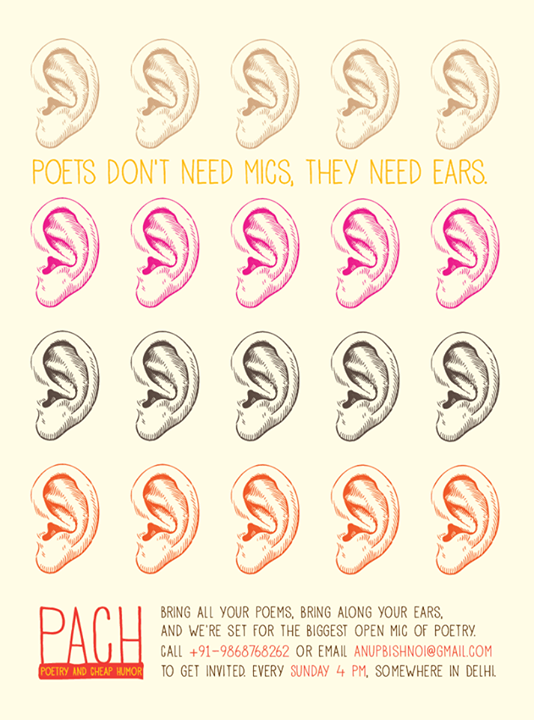 POETS DON'T NEED MICS, THEY NEED EARS.
PACH
POETRY AND CHEAP HUMOR
BRING ALL YOUR POEMS, BRING ALONG YOUR EARS,
AND WE'RE SET FOR THE BIGGEST OPEN MIC OF POETRY.
CALL +91-9868768262 OR EMAIL ANUPBISHNOI@GMAIL.COM
TO GET INVITED. EVERY SUNDAY 4 PM, SOMEWHERE IN DELHI.